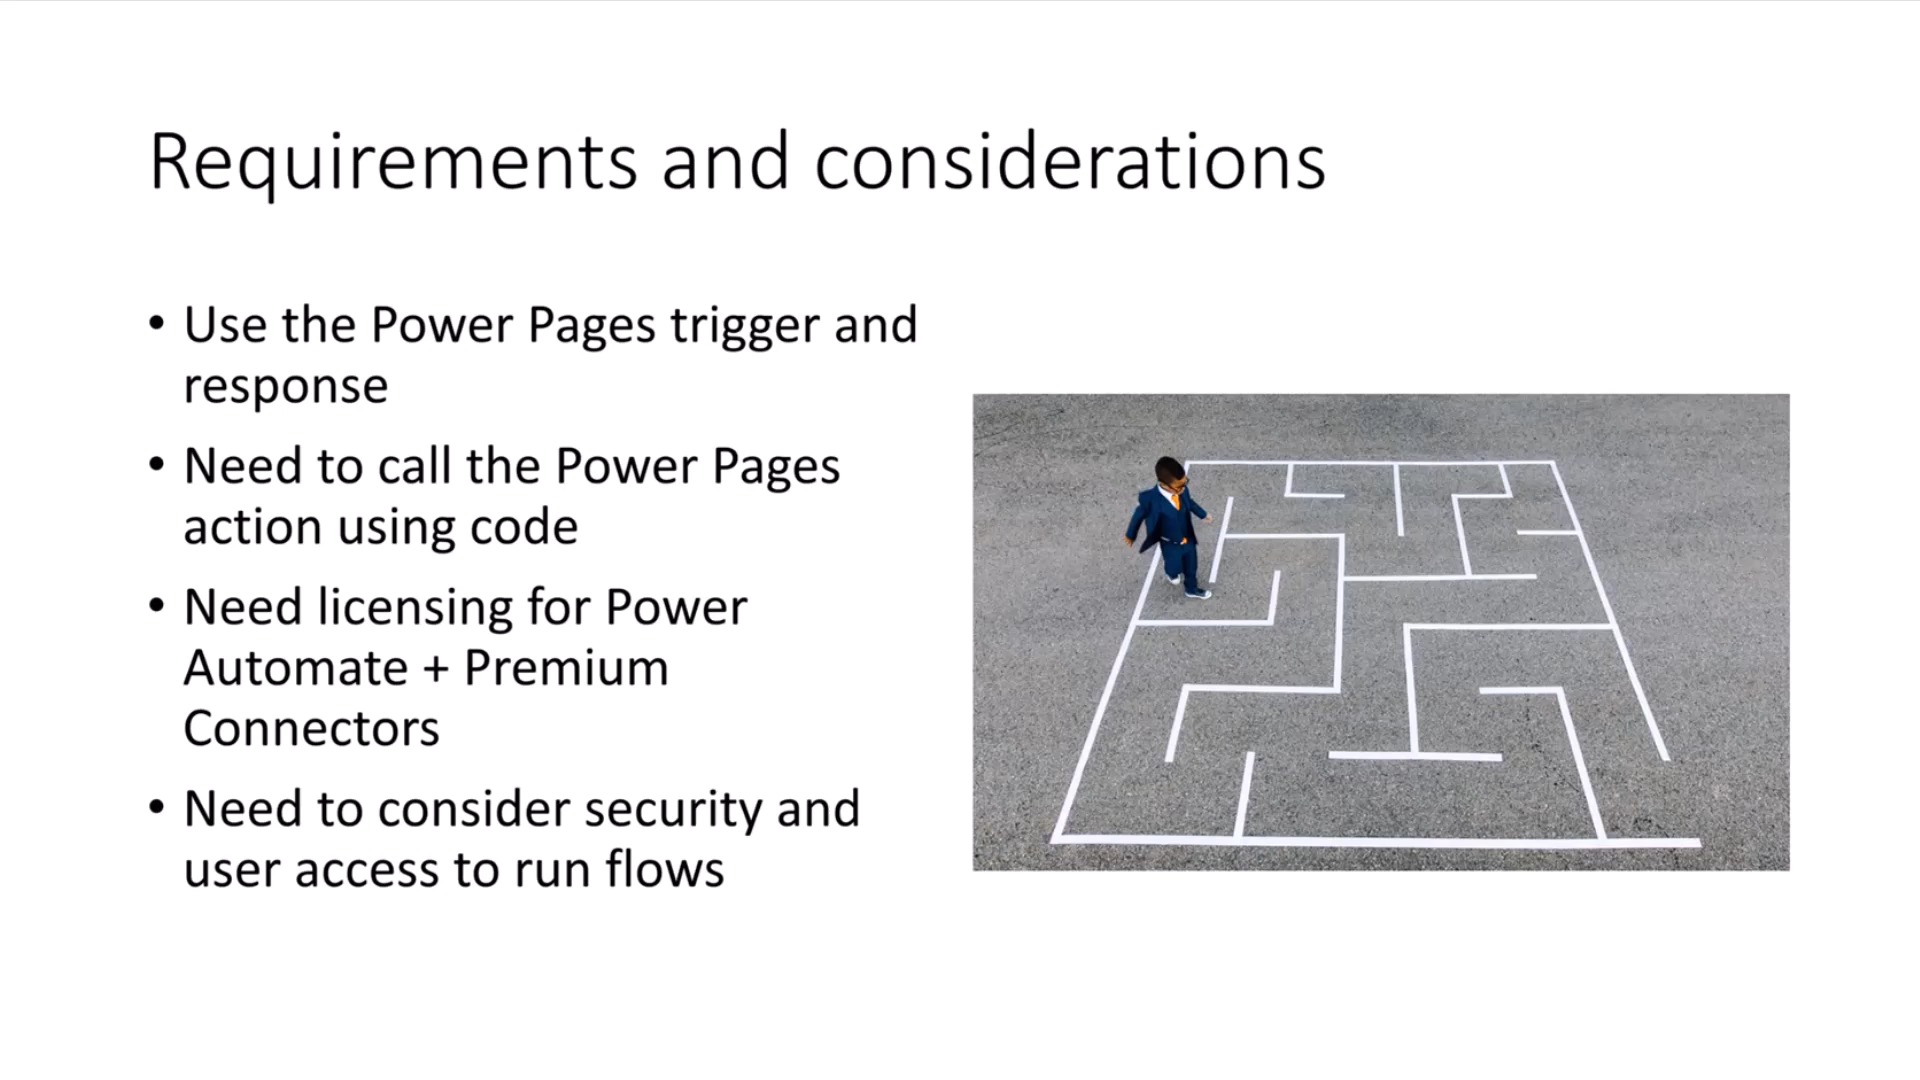 Requirements and considerations
• Use the Power Pages trigger and
response
• Need to call the Power Pages
action using code
• Need licensing for Power
Automate + Premium
Connectors
• Need to consider security and
user access to run flows